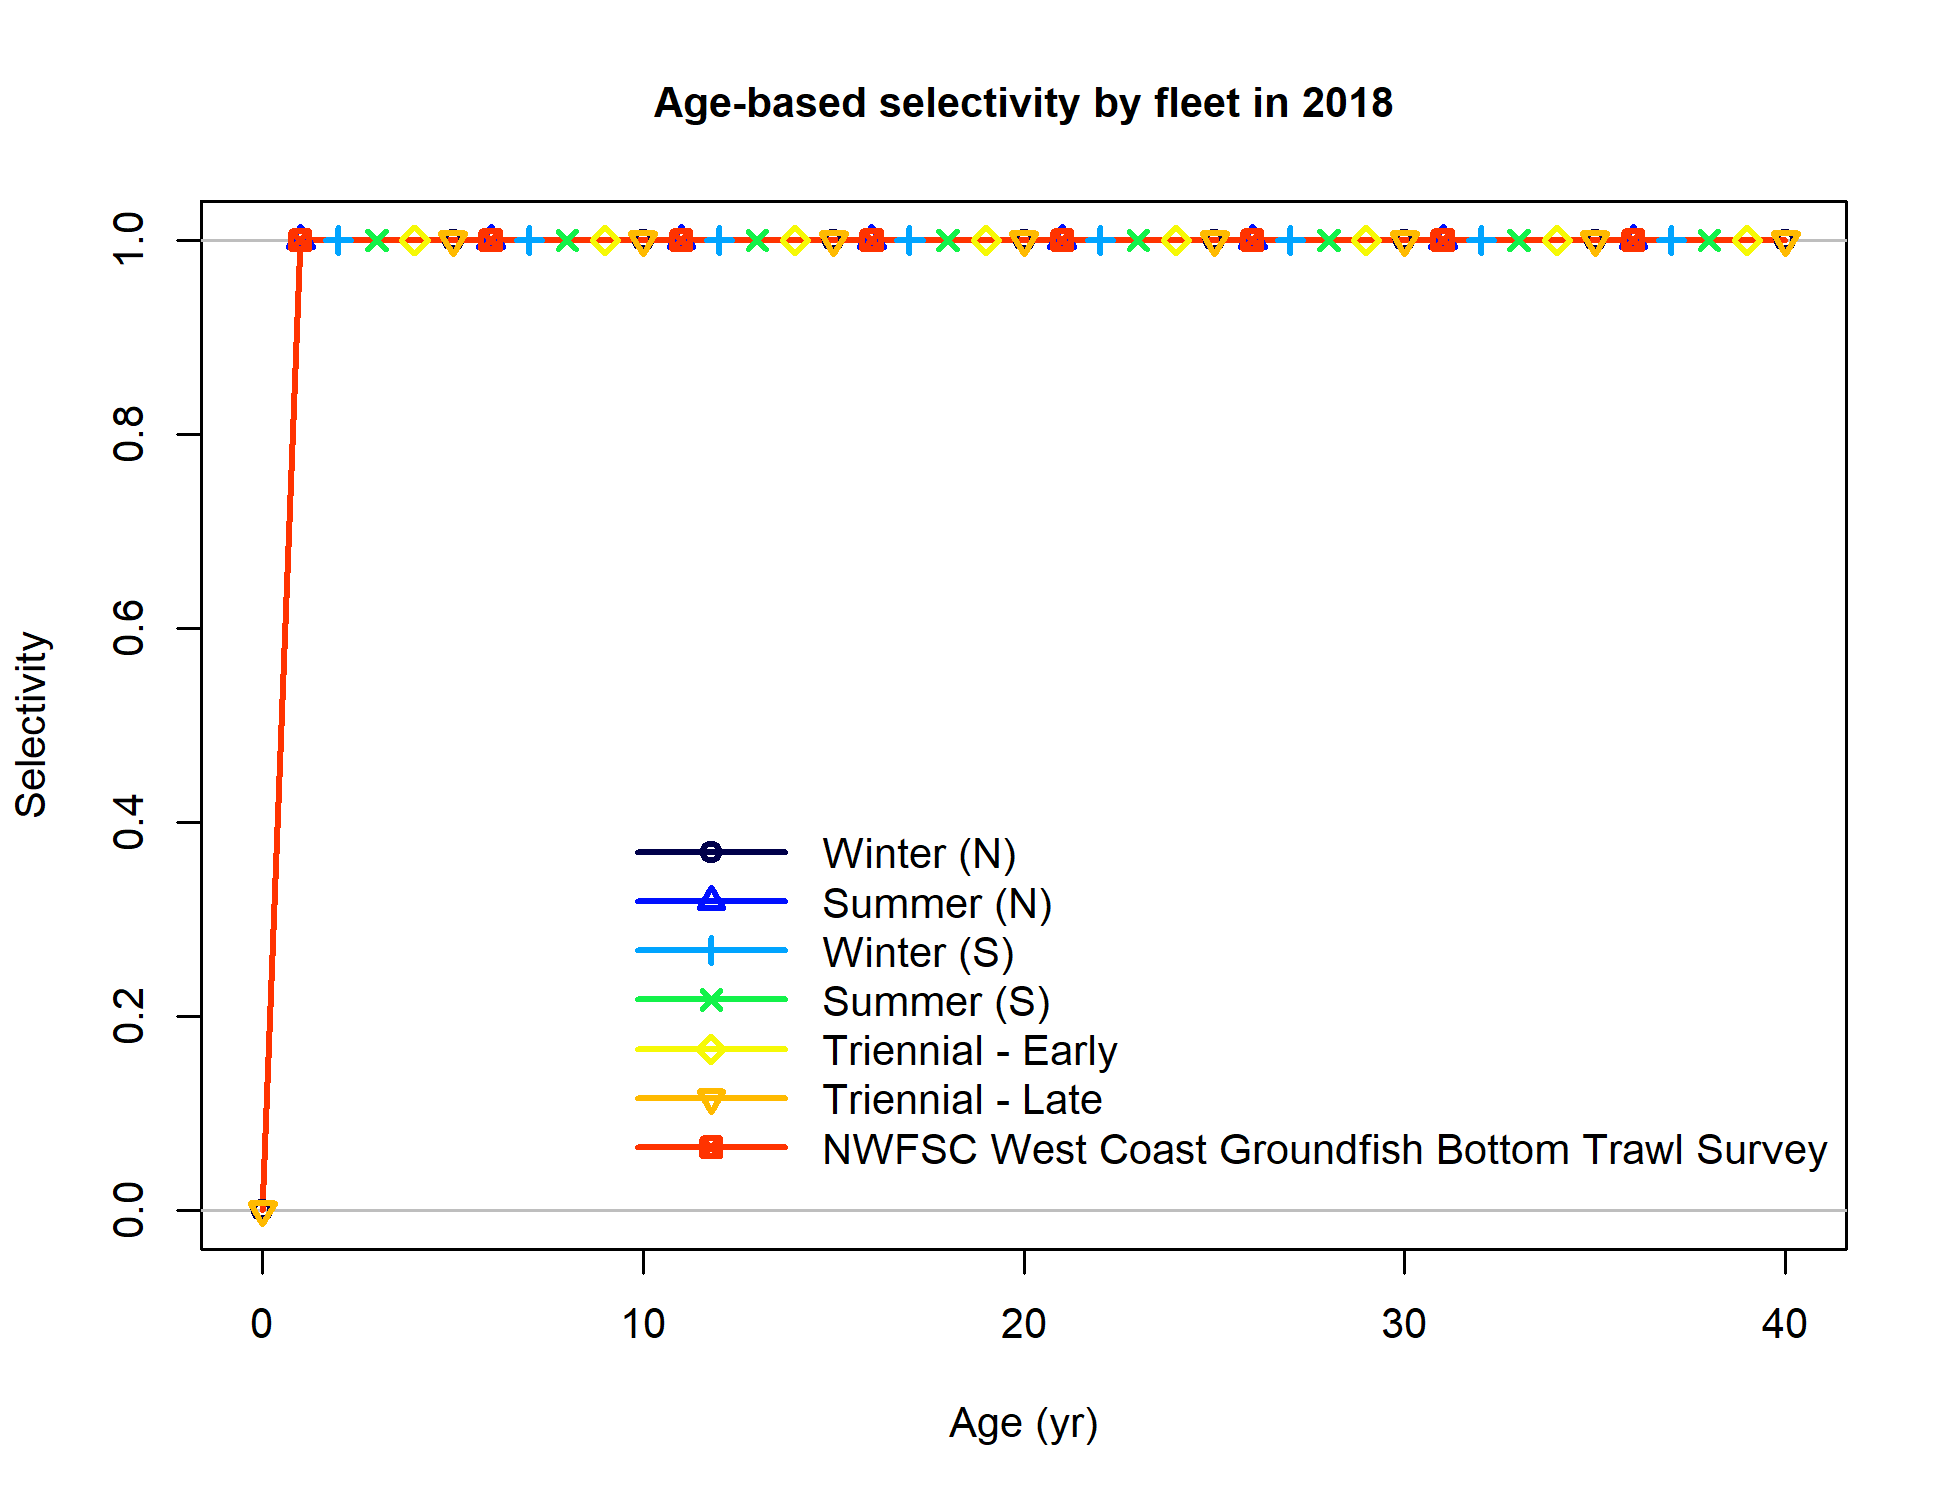 Age-based selectivity by fleet in 2018
Selectivity
1.0
0.8
0.6
0.4
0.2
0.0
Winter (N)
Summer (N)
Winter (S)
Summer (S)
Triennial - Early
Triennial - Late
NWFSC West Coast Groundfish Bottom Trawl Survey
0 10 20 30 40
Age (yr)